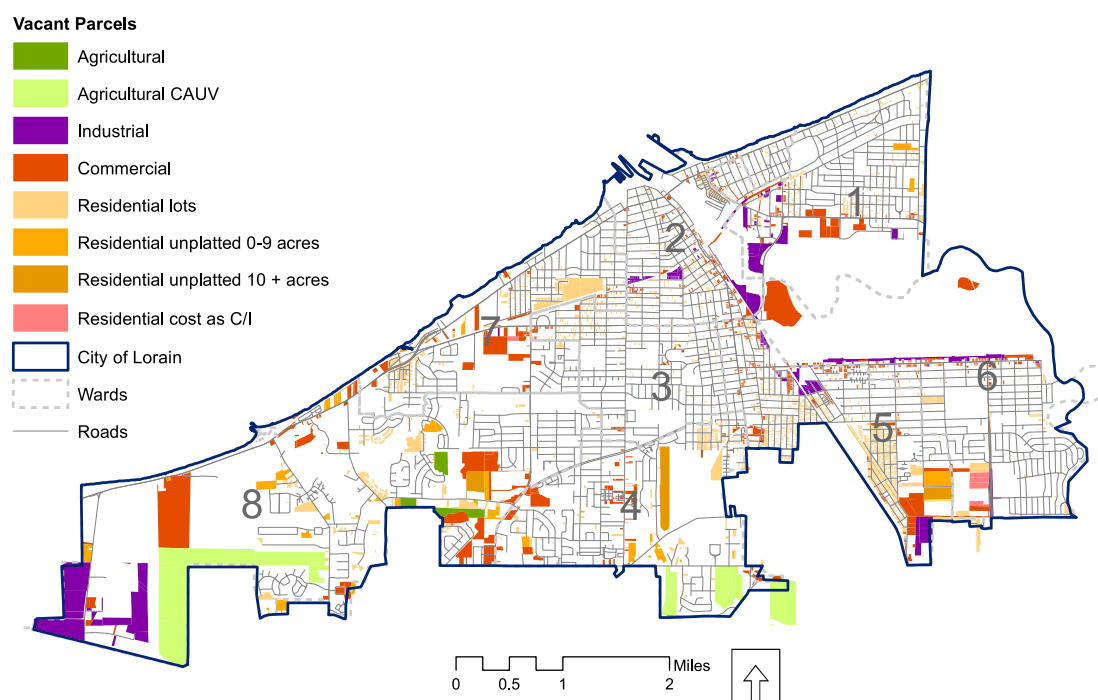 Vacant Parcels
Agricultural
Agricultural CAUV
Industrial
Commercial
Residential lots
Residential unplatted 0-9 acres
Residential unplatted 10 + acres
Residential cost as C/I
City of Lorain
Wards
Roads
1
2
7
3
6
5
8
4
Miles
0 0.5 1 2